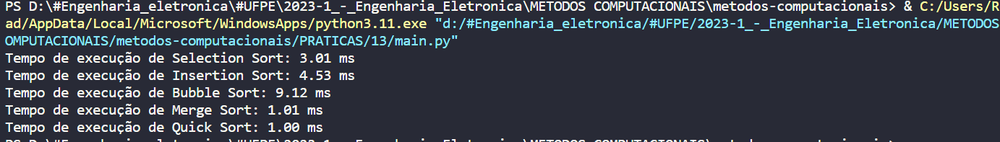 PS D:\#Engenharia_eletronica\#UFPE\2023-1_-_Engenharia_Eletronica\METODOS COMPUTACIONAIS\metodos-computacionais> & C:/Users/R
ad/AppData/Local/Microsoft/WindowsApps/python3.11.exe "d:/#Engenharia_eletronica/#UFPE/2023-1_-_Engenharia_Eletronica/METODOS
OMPUTACIONAIS/metodos-computacionais/PRATICAS/13/main.py"
Tempo de execução de Selection Sort: 3.01 ms
Tempo de execução de Insertion Sort: 4.53 ms
Tempo de execução de Bubble Sort: 9.12 ms
Tempo de execução de Merge Sort: 1.01 ms
Tempo de execução de Quick Sort: 1.00 ms